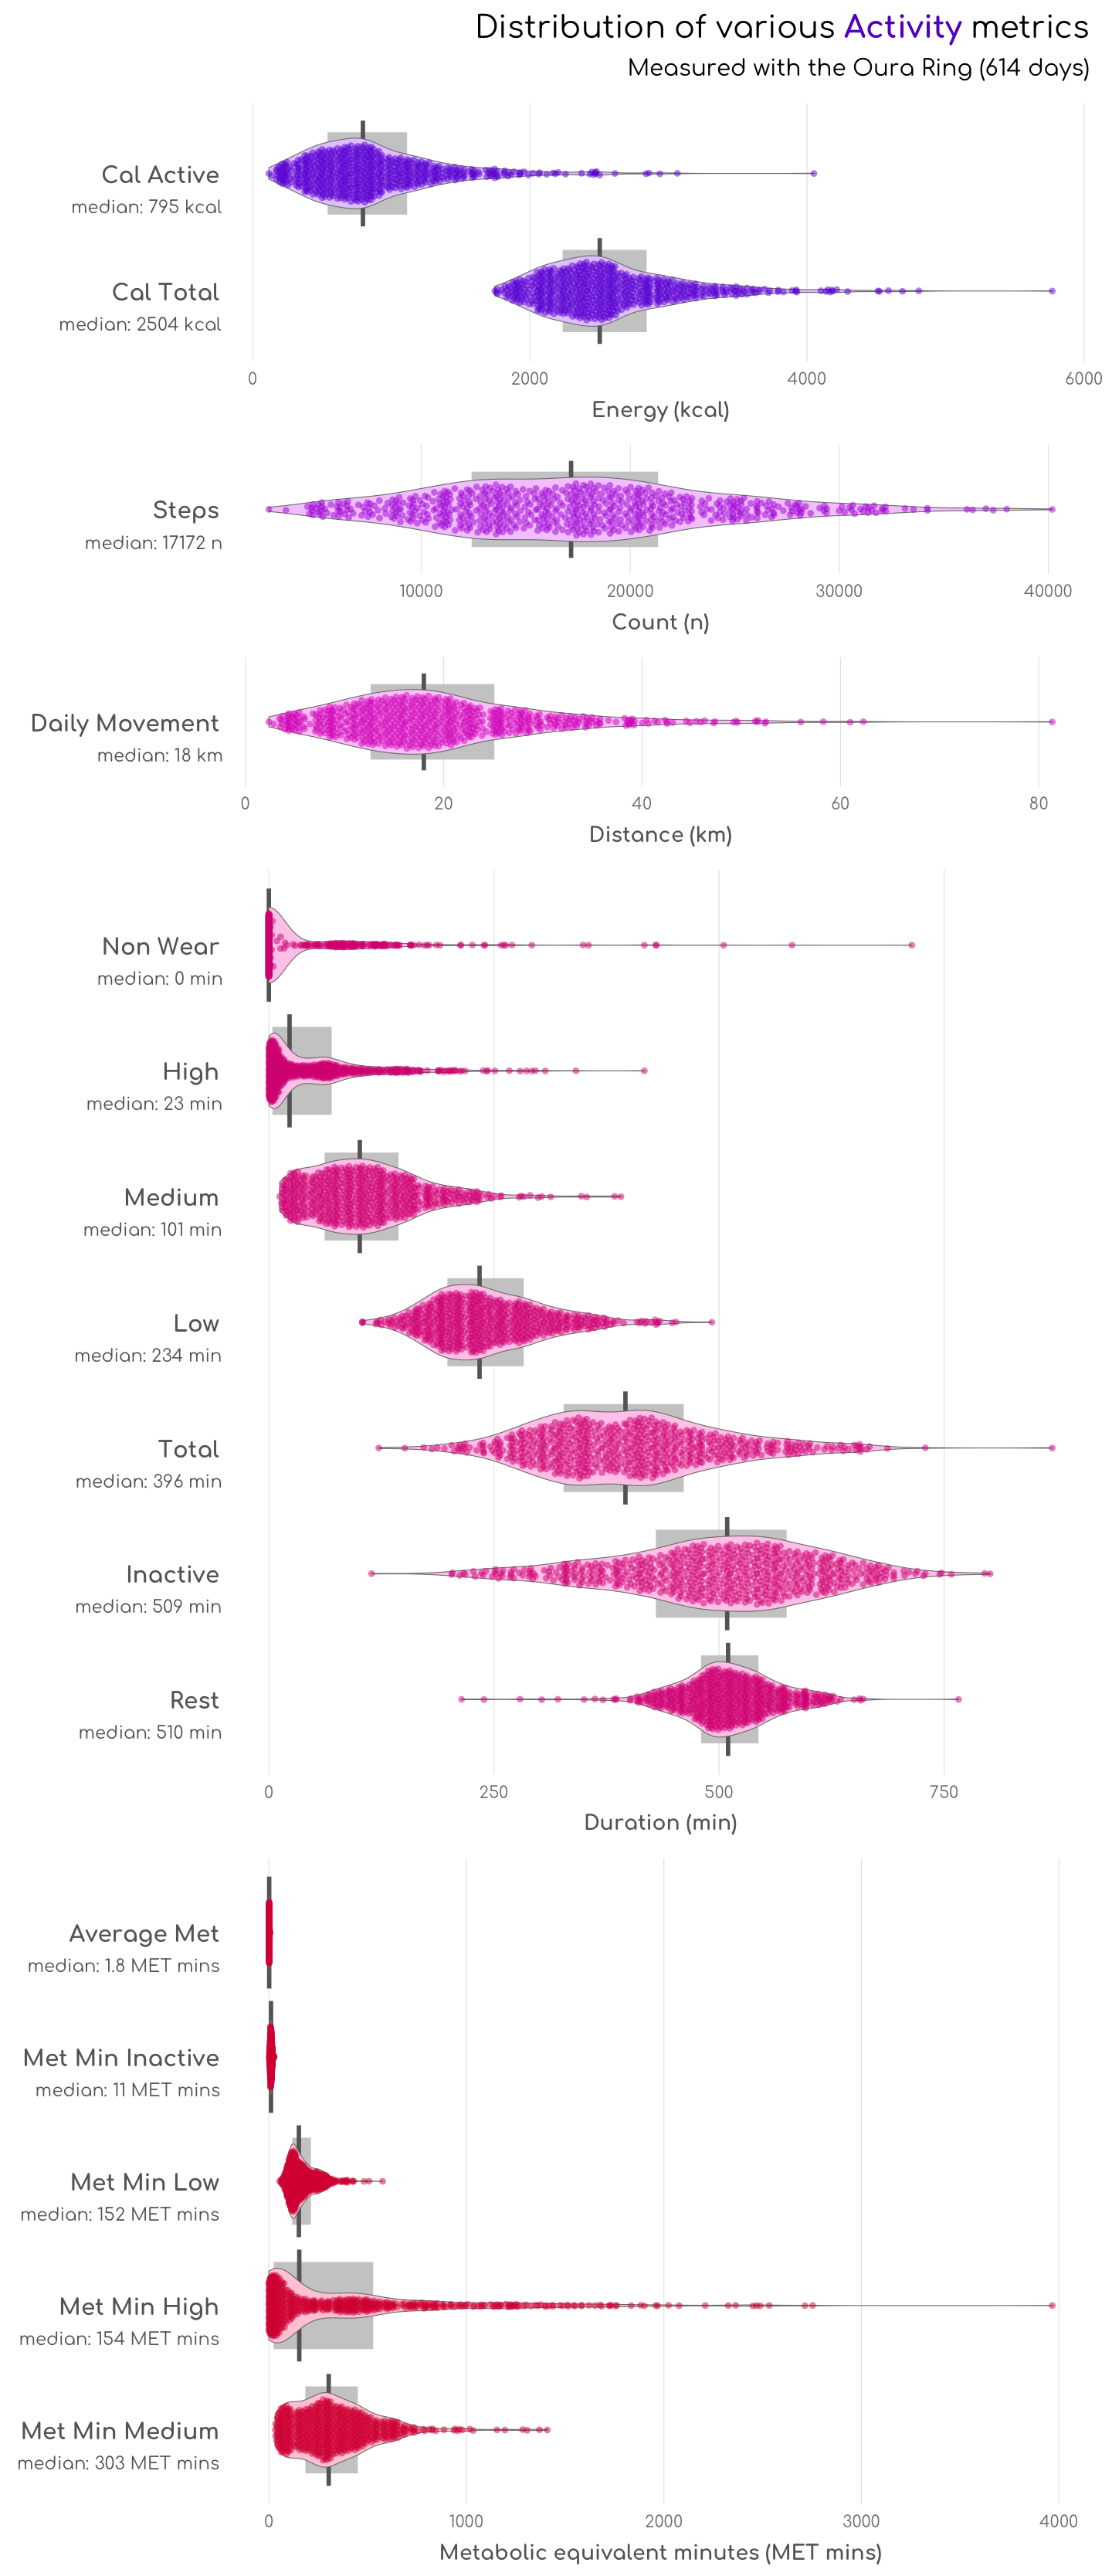 Distribution of various Activity metrics
Measured with the Oura Ring (614 days)
Cal Active
median: 795 kcal
Cal Total
median: 2504 kcal
0 2000 4000 6000
Energy (kcal)
Steps
median: 17172 n
10000 20000 30000 40000
Count (n)
Daily Movement
median: 18 km
0 20 40 60 80
Distance (km)
Non Wear
median: 0 min
High
median: 23 min
Medium
median: 101 min
Low
median: 234 min
Total
median: 396 min
Inactive
median: 509 min
Rest
median: 510 min
0 250 500 750
Duration (min)
Average Met
median: 1.8 MET mins
Met Min Inactive
median: 11 MET mins
Met Min Low
median: 152 MET mins
Met Min High
median: 154 MET mins
Met Min Medium
median: 303 MET mins
0 1000 2000 3000 4000
Metabolic equivalent minutes (MET mins)